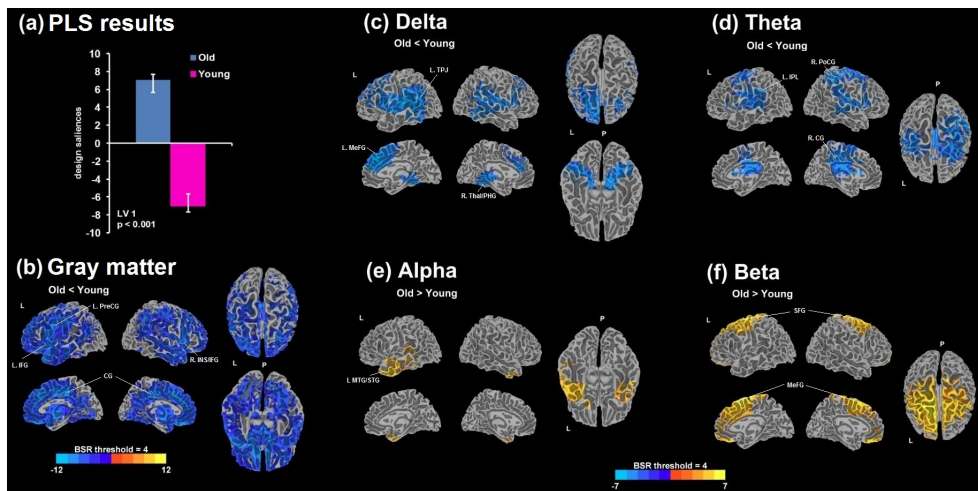 (a) PLS results
10
8
6
4
2
0
-2
-4
-6
-8
-10
design saliences
Old
Young
LV 1
p < 0.001
(b) Gray matter
Old < Young
L
L. PreCG
L. IFG
R. INS/IFG
CG
L
P
BSR threshold = 4
-12
12
(c) Delta
Old < Young
L
L. TPJ
L. MeFG
R. Thal/PHG
L
P
(d) Theta
Old < Young
L
R. PoCG
L. IPL
R. CG
P
L
(e) Alpha
Old > Young
L
L MTG/STG
P
L
(f) Beta
Old > Young
L
SFG
MeFG
P
L
BSR threshold = 4
-7
7